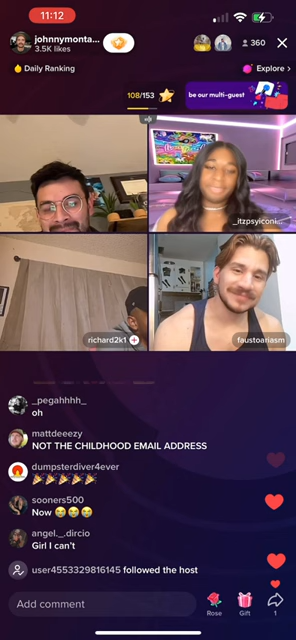 11:12
johnnymonta...
3.5K likes
360
Daily Ranking
Explore >
108/153
be our multi-guest
_itzpsyiconi...
richard2k1
faustoariasm
_pegahhhh_
oh
mattdeeezy
NOT THE CHILDHOOD EMAIL ADDRESS
dumpsterdiver4ever
🎉🎉🎉🎉🎉
sooners500
Now 😭😭😭
angel._.dircio
Girl I can't
user4553329816145 followed the host
Add comment
Rose
Gift
1